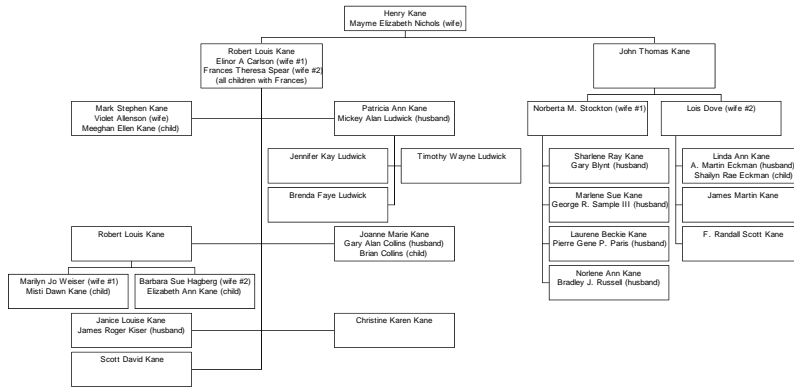 Henry Kane
Mayme Elizabeth Nichols (wife)
Robert Louis Kane
Elinor A Carlson (wife #1)
Frances Theresa Spear (wife #2)
(all children with Frances)
John Thomas Kane
Mark Stephen Kane
Violet Allenson (wife)
Meeghan Ellen Kane (child)
Patricia Ann Kane
Mickey Alan Ludwick (husband)
Norberta M. Stockton (wife #1)
Lois Dove (wife #2)
Jennifer Kay Ludwick
Timothy Wayne Ludwick
Brenda Faye Ludwick
Sharlene Ray Kane
Gary Blynt (husband)
Linda Ann Kane
A. Martin Eckman (husband)
Shailyn Rae Eckman (child)
Marlene Sue Kane
George R. Sample III (husband)
James Martin Kane
Laurene Beckie Kane
Pierre Gene P. Paris (husband)
F. Randall Scott Kane
Norlene Ann Kane
Bradley J. Russell (husband)
Robert Louis Kane
Joanne Marie Kane
Gary Alan Collins (husband)
Brian Collins (child)
Marilyn Jo Weiser (wife #1)
Misti Dawn Kane (child)
Barbara Sue Hagberg (wife #2)
Elizabeth Ann Kane (child)
Janice Louise Kane
James Roger Kiser (husband)
Christine Karen Kane
Scott David Kane